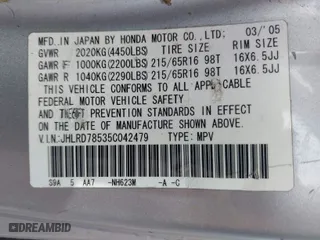 MFD.IN JAPAN BY HONDA MOTOR CO.,LTD. 03/'05
GVWR 2020KG(4450LBS) TIRE SIZE RIM SIZE
GAWR F 1000KG(2200LBS) 215/65R16 98T 16X6.5JJ
GAWR R 1040KG(2290LBS) 215/65R16 98T 16X6.5JJ
THIS VEHICLE CONFORMS TO ALL APPLICABLE
FEDERAL MOTOR VEHICLE SAFETY AND THEFT
PREVENTION STANDARDS IN EFFECT ON THE DATE OF
MANUFACTURE SHOWN ABOVE.
V.I.N:JHLRD78535C042479 TYPE: MPV
S9A 5 AA7 -NH623M -A -C